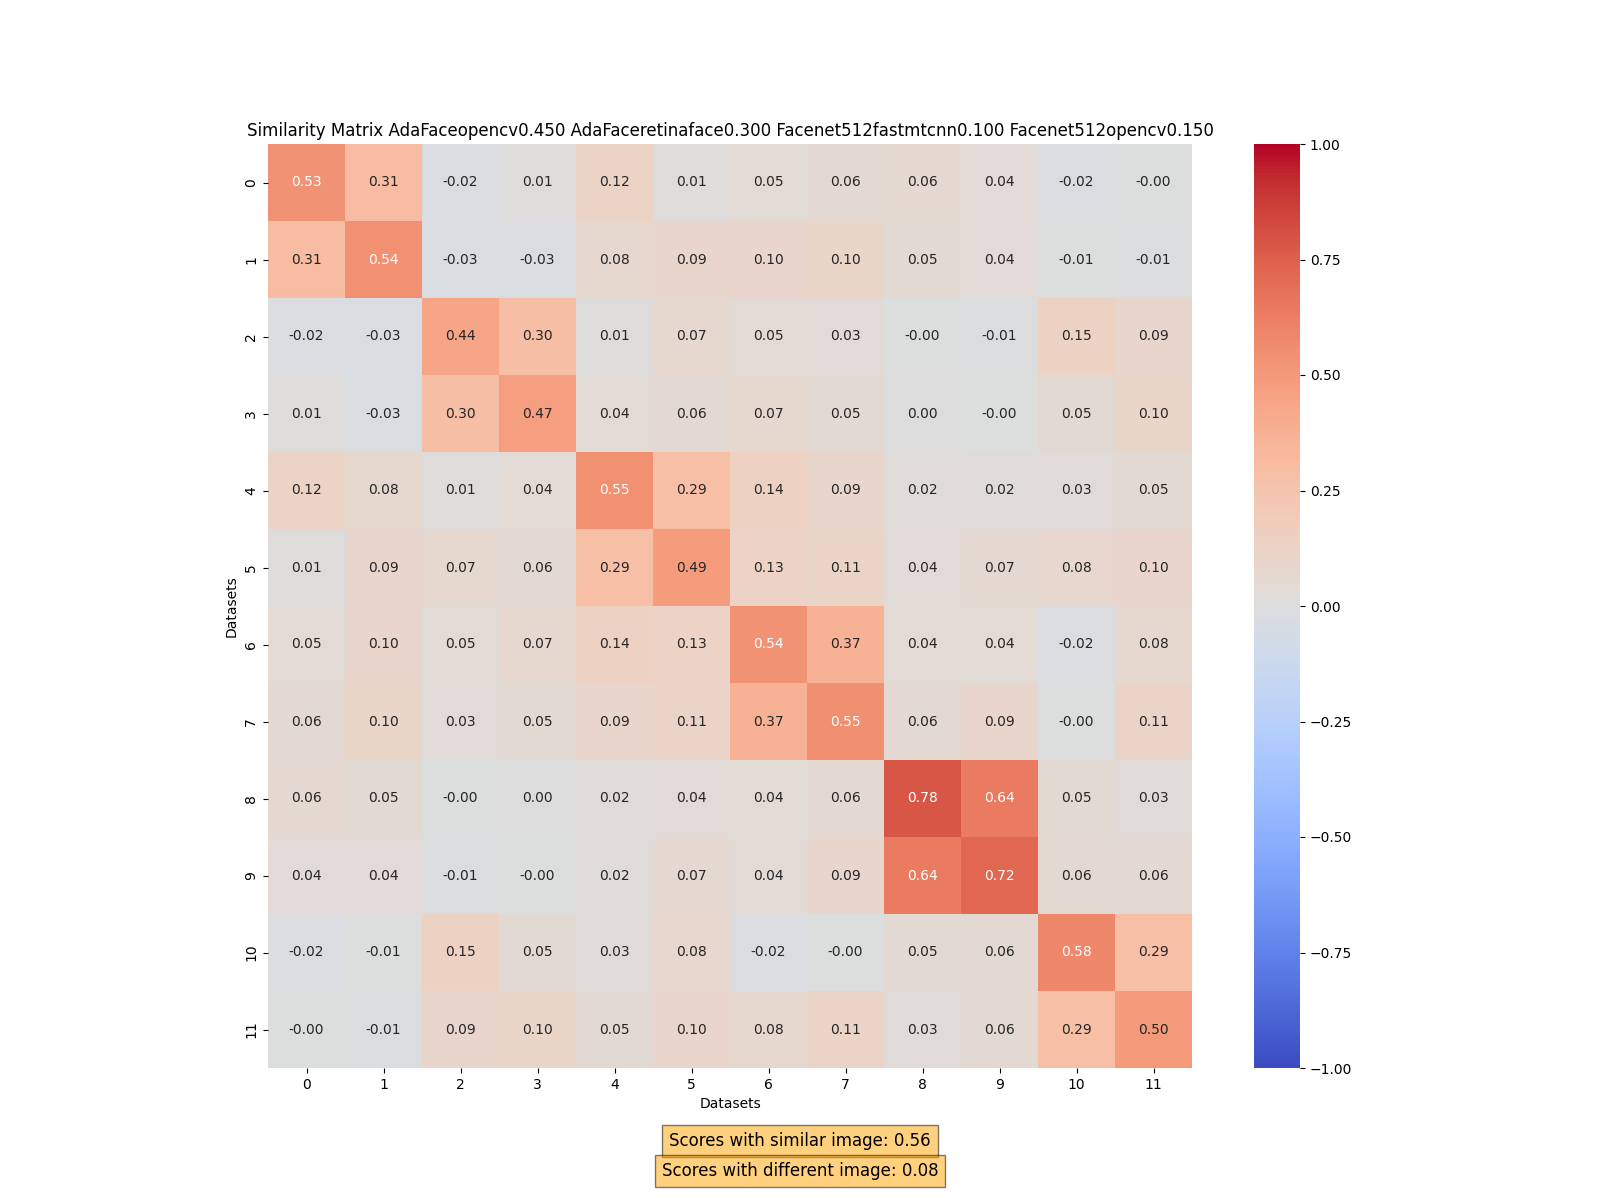 Similarity Matrix AdaFaceopencv0.450 AdaFaceretinaface0.300 Facenet512fastmtcnn0.100 Facenet512opencv0.150
0 0.53 0.31 -0.02 0.01 0.12 0.01 0.05 0.06 0.06 0.04 -0.02 -0.00
1 0.31 0.54 -0.03 -0.03 0.08 0.09 0.10 0.10 0.05 0.04 -0.01 -0.01
2 -0.02 -0.03 0.44 0.30 0.01 0.07 0.05 0.03 -0.00 -0.01 0.15 0.09
3 0.01 -0.03 0.30 0.47 0.04 0.06 0.07 0.05 0.00 -0.00 0.05 0.10
4 0.12 0.08 0.01 0.04 0.55 0.29 0.14 0.09 0.02 0.02 0.03 0.05
5 0.01 0.09 0.07 0.06 0.29 0.49 0.13 0.11 0.04 0.07 0.08 0.10
Datasets
6 0.05 0.10 0.05 0.07 0.14 0.13 0.54 0.37 0.04 0.04 -0.02 0.08
7 0.06 0.10 0.03 0.05 0.09 0.11 0.37 0.55 0.06 0.09 -0.00 0.11
8 0.06 0.05 -0.00 0.00 0.02 0.04 0.04 0.06 0.78 0.64 0.05 0.03
9 0.04 0.04 -0.01 -0.00 0.02 0.07 0.04 0.09 0.64 0.72 0.06 0.06
10 -0.02 -0.01 0.15 0.05 0.03 0.08 -0.02 -0.00 0.05 0.06 0.58 0.29
11 -0.00 -0.01 0.09 0.10 0.05 0.10 0.08 0.11 0.03 0.06 0.29 0.50
0 1 2 3 4 5 6 7 8 9 10 11
Datasets
1.00
0.75
0.50
0.25
0.00
−0.25
−0.50
−0.75
−1.00
Scores with similar image: 0.56
Scores with different image: 0.08